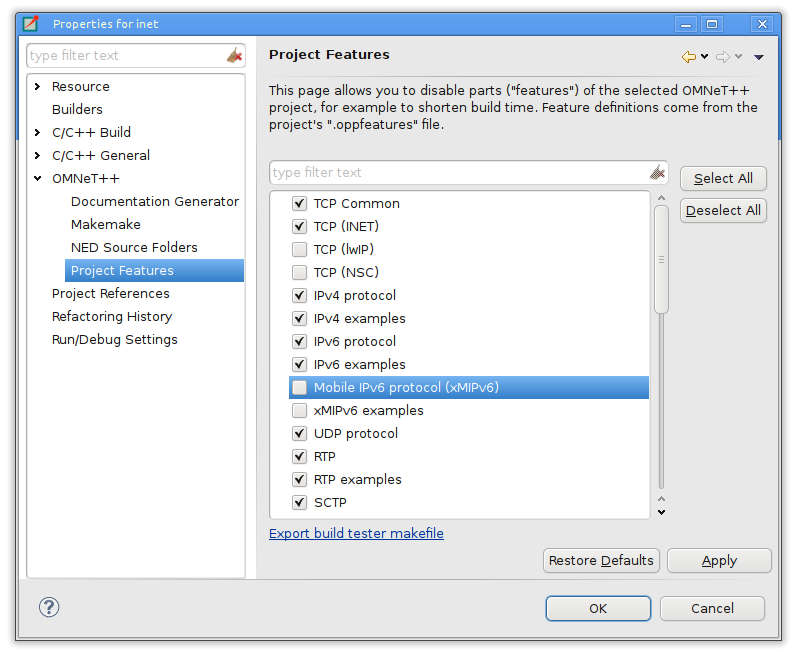 Properties for inet
type filter text
Resource
Builders
C/C++ Build
C/C++ General
OMNeT++
Documentation Generator
Makemake
NED Source Folders
Project Features
Project References
Refactoring History
Run/Debug Settings
Project Features
This page allows you to disable parts ("features") of the selected OMNeT++
project, for example to shorten build time. Feature definitions come from the
project's ".oppfeatures" file.
type filter text
Select All
Deselect All
TCP Common
TCP (INET)
TCP (lwIP)
TCP (NSC)
IPv4 protocol
IPv4 examples
IPv6 protocol
IPv6 examples
Mobile IPv6 protocol (xMIPv6)
xMIPv6 examples
UDP protocol
RTP
RTP examples
SCTP
Export build tester makefile
Restore Defaults
Apply
?
OK
Cancel